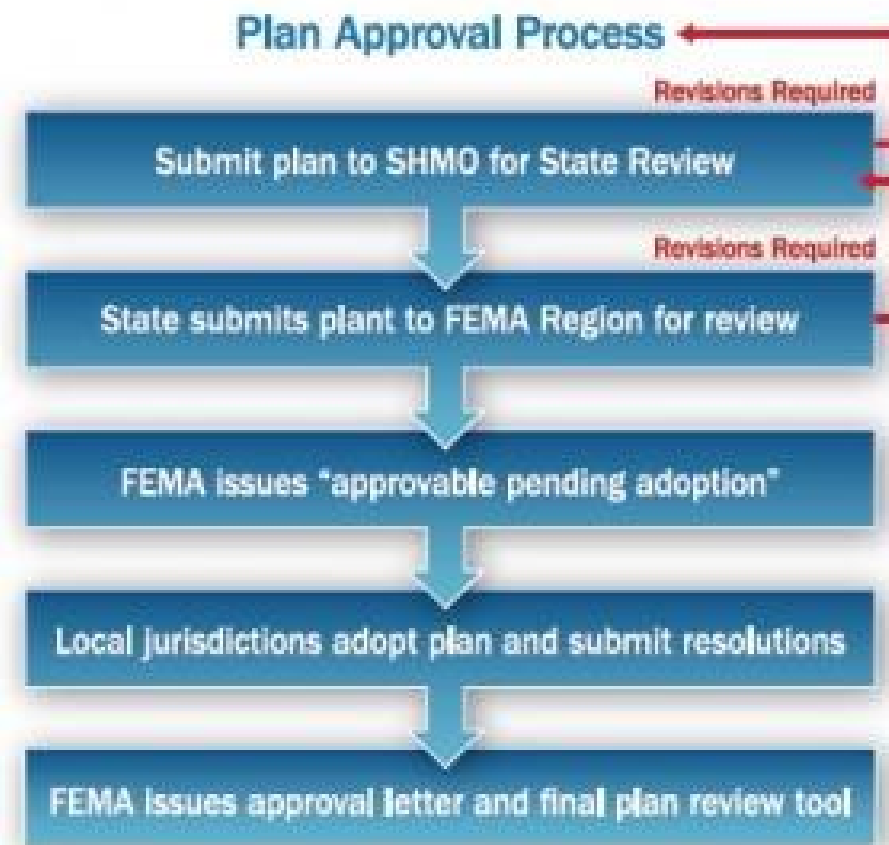 Plan Approval Process
Revisions Required
Submit plan to SHMO for State Review
Revisions Required
State submits plant to FEMA Region for review
FEMA issues "approvable pending adoption"
Local jurisdictions adopt plan and submit resolutions
FEMA issues approval letter and final plan review tool